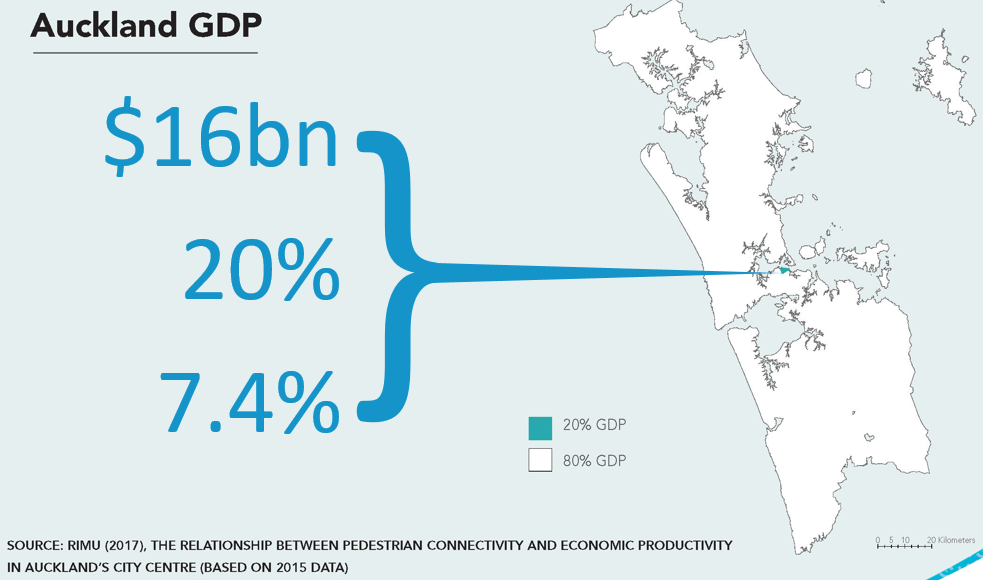 Auckland GDP
$16bn
20%
7.4%
20% GDP
80% GDP
0 5 10 20 Kilometers
SOURCE: RIMU (2017), THE RELATIONSHIP BETWEEN PEDESTRIAN CONNECTIVITY AND ECONOMIC PRODUCTIVITY
IN AUCKLAND'S CITY CENTRE (BASED ON 2015 DATA)